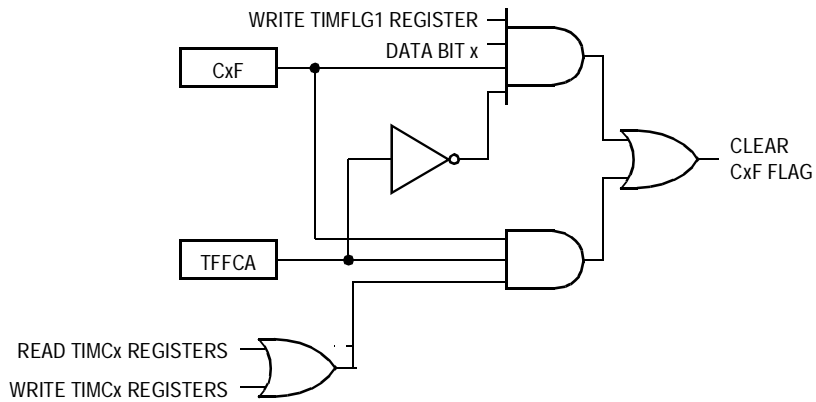 WRITE TIMFLG1 REGISTER
DATA BIT x
CxF
CLEAR
CxF FLAG
TFFCA
READ TIMCx REGISTERS
WRITE TIMCx REGISTERS